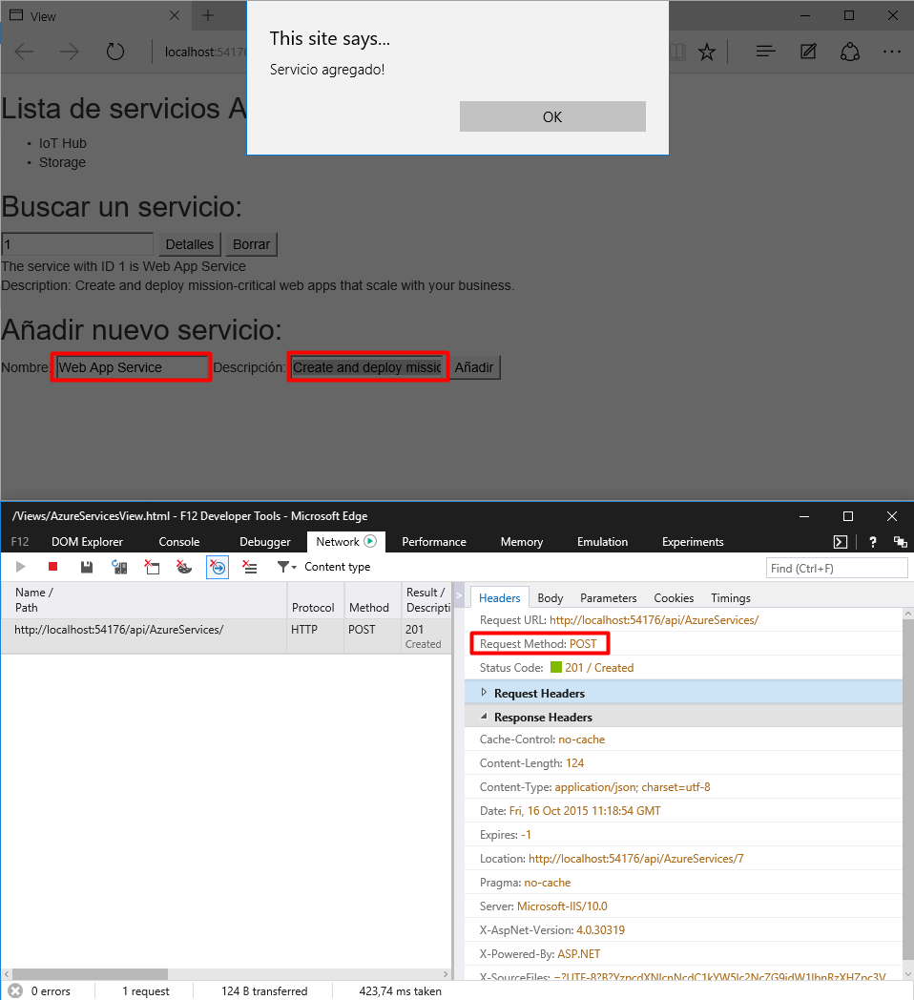 View
This site says...
localhost:5417
Servicio agregado!
OK
Lista de servicios A
• IoT Hub
• Storage
Buscar un servicio:
1 Detalles Borrar
The service with ID 1 is Web App Service
Description: Create and deploy mission-critical web apps that scale with your business.
Añadir nuevo servicio:
Nombre: Web App Service Descripción: Create and deploy missic Añadir
/Views/AzureServicesView.html - F12 Developer Tools - Microsoft Edge
F12 DOM Explorer Console Debugger Network Performance Memory Emulation Experiments
Content type Find (Ctrl+F)
Name / Path Protocol Method Result / Descripti
http://localhost:54176/api/AzureServices/ HTTP POST 201 Created
Headers Body Parameters Cookies Timings
Request URL: http://localhost:54176/api/AzureServices/
Request Method: POST
Status Code: 201 / Created
Request Headers
Response Headers
Cache-Control: no-cache
Content-Length: 124
Content-Type: application/json; charset=utf-8
Date: Fri, 16 Oct 2015 11:18:54 GMT
Expires: -1
Location: http://localhost:54176/api/AzureServices/7
Pragma: no-cache
Server: Microsoft-IIS/10.0
X-AspNet-Version: 4.0.30319
X-Powered-By: ASP.NET
X-SourceFiles:
0 errors 1 request 124 B transferred 423,74 ms taken